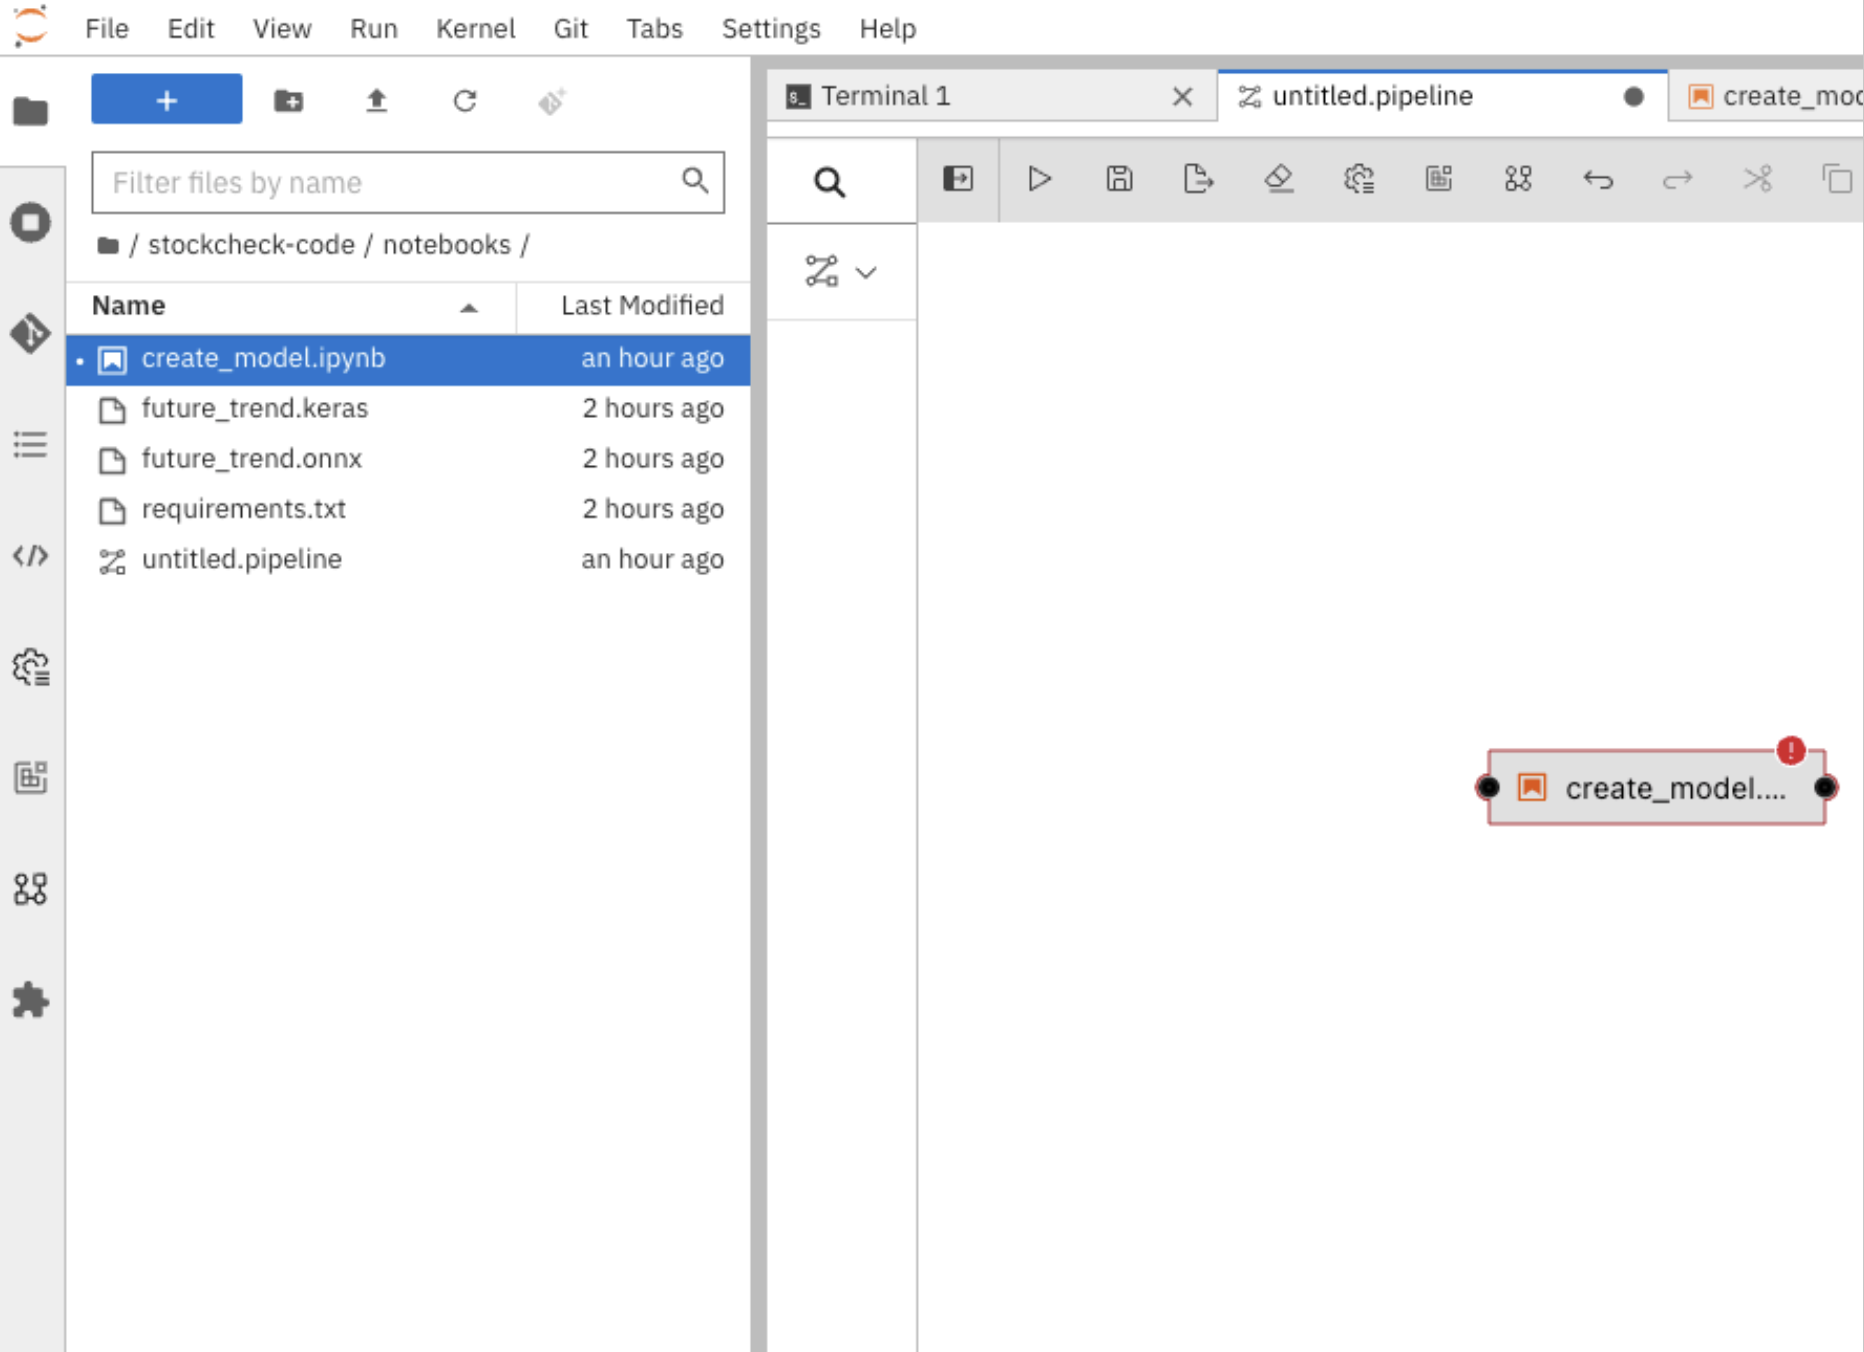 File Edit View Run Kernel Git Tabs Settings Help
+
Filter files by name
/ stockcheck-code / notebooks /
Name Last Modified
create_model.ipynb an hour ago
future_trend.keras 2 hours ago
future_trend.onnx 2 hours ago
requirements.txt 2 hours ago
untitled.pipeline an hour ago
Terminal 1
untitled.pipeline
create_moc
create_model....